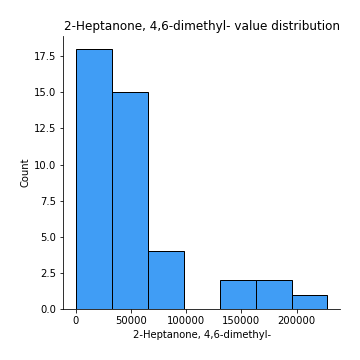 2-Heptanone, 4,6-dimethyl- value distribution
17.5
15.0
12.5
10.0
7.5
5.0
2.5
0.0
Count
0 50000 100000 150000 200000
2-Heptanone, 4,6-dimethyl-